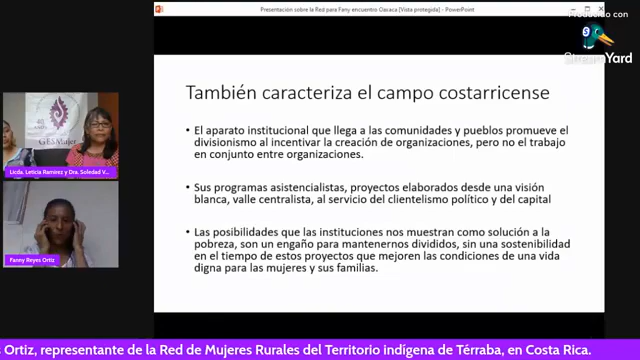 Presentación sobre la Red para Fany encuentro Oaxaca [Vista protegida] - PowerPoint
Producido con
StreamYard
También caracteriza el campo costarricense
• El aparato institucional que llega a las comunidades y pueblos promueve el
divisionismo al incentivar la creación de organizaciones, pero no el trabajo
en conjunto entre organizaciones.
• Sus programas asistencialistas, proyectos elaborados desde una visión
blanca, valle centralista, al servicio del clientelismo político y del capital
• Las posibilidades que las instituciones nos muestran como solución a la
pobreza, son un engaño para mantenernos divididos, sin una sostenibilidad
en el tiempo de estos proyectos que mejoren las condiciones de una vida
digna para las mujeres y sus familias.
GESMujer
Licda. Leticia Ramirez y Dra. Soledad V...
Fanny Reyes Ortiz
s Ortiz, representante de la Red de Mujeres Rurales del Territorio indígena de Térraba, en Costa Rica.